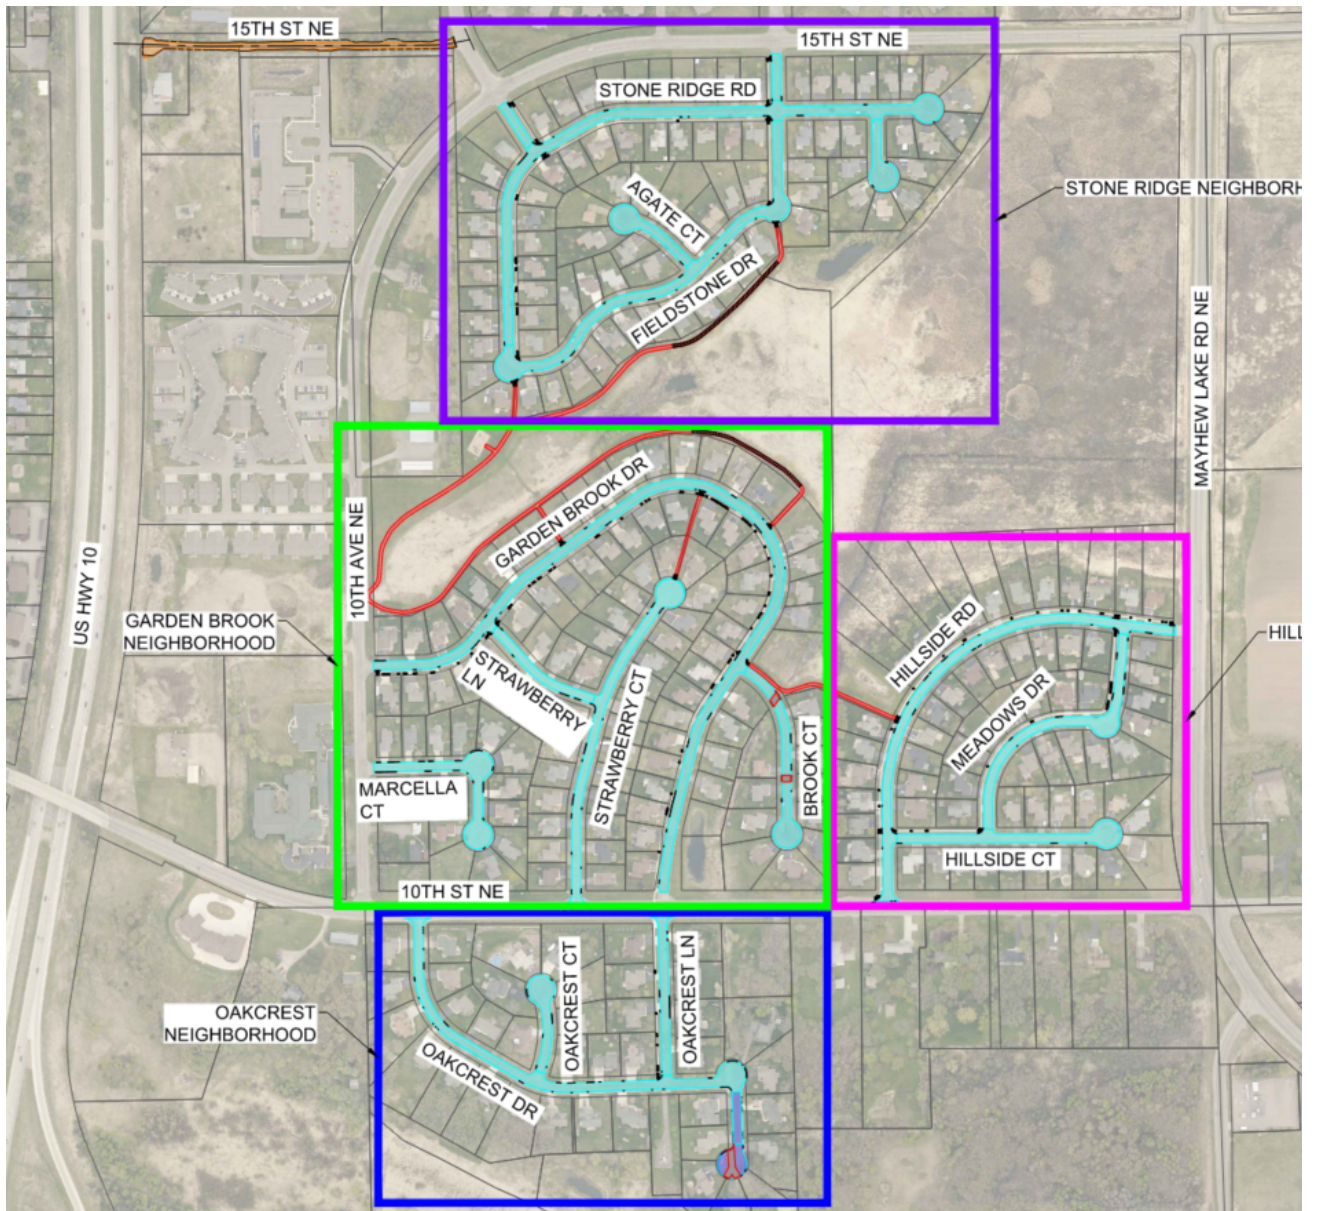 15TH ST NE
15TH ST NE
STONE RIDGE RD
STONE RIDGE NEIGHBORH
AGATE CT
FIELDSTONE DR
MAYHEW LAKE RD NE
GARDEN BROOK DR
10TH AVE NE
US HWY 10
GARDEN BROOK
NEIGHBORHOOD
HILLSIDE RD
HILL
STRAWBERRY
LN
STRAWBERRY CT
MEADOWS DR
BROOK CT
MARCELLA
CT
HILLSIDE CT
10TH ST NE
OAKCREST CT
OAKCREST LN
OAKCREST
NEIGHBORHOOD
OAKCREST DR